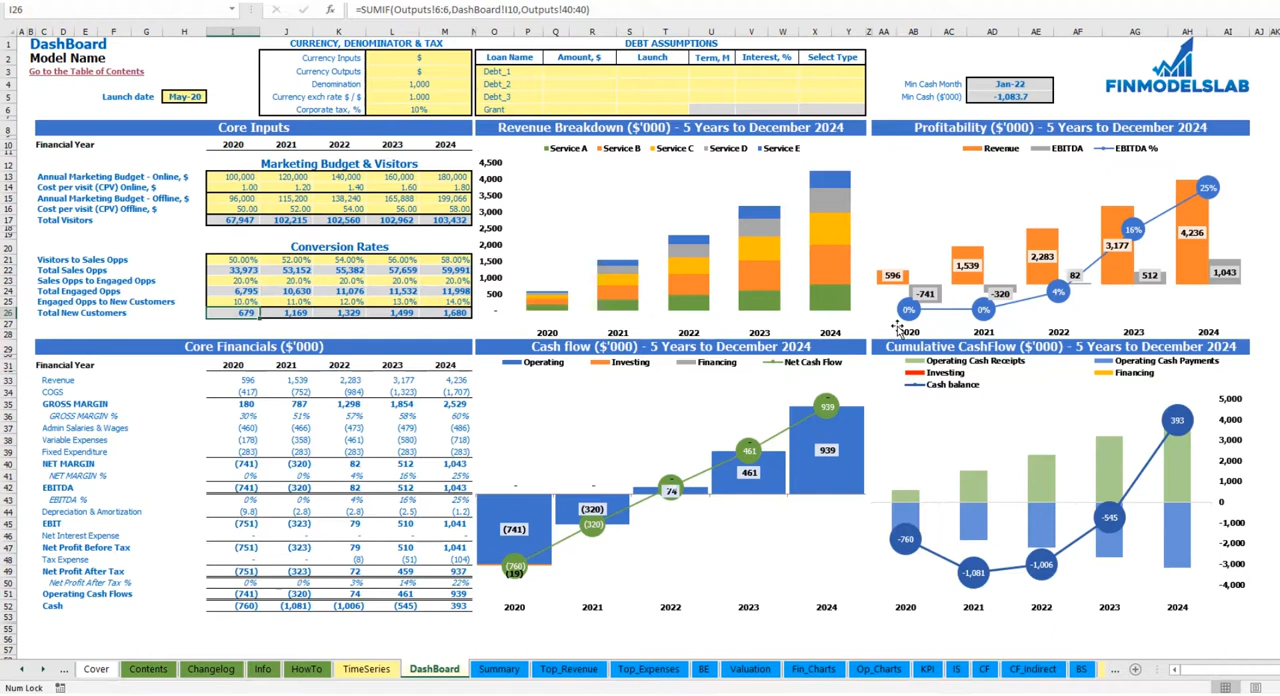 I26 =SUMIF(Outputs!6:6,DashBoard!I10,Outputs!40:40)
DashBoard
Model Name
Go to the Table of Contents
Launch date May-20
CURRENCY, DENOMINATOR & TAX
Currency Inputs $
Currency Outputs $
Denomination 1,000
Currency exch rate $ / $ 1.000
Corporate tax, % 10%
DEBT ASSUMPTIONS
Loan Name Amount, $ Launch Term, M Interest, % Select Type
Debt_1
Debt_2
Debt_3
Grant
Min Cash Month Jan-22
Min Cash ($'000) -1,083.7
FINMODELSLAB
Core Inputs
Financial Year 2020 2021 2022 2023 2024
Marketing Budget & Visitors
Annual Marketing Budget - Online, $ 100,000 120,000 140,000 160,000 180,000
Cost per visit (CPV) Online, $ 1.00 1.20 1.40 1.60 1.80
Annual Marketing Budget - Offline, $ 96,000 115,200 138,240 165,888 199,066
Cost per visit (CPV) Offline, $ 50.00 52.00 54.00 56.00 58.00
Total Visitors 67,947 102,215 102,560 102,962 103,432
Conversion Rates
Visitors to Sales Opps 50.00% 52.00% 54.00% 56.00% 58.00%
Total Sales Opps 33,973 53,152 55,382 57,659 59,991
Sales Opps to Engaged Opps 20.0% 20.0% 20.0% 20.0% 20.0%
Total Engaged Opps 6,795 10,630 11,076 11,532 11,998
Engaged Opps to New Customers 10.0% 11.0% 12.0% 13.0% 14.0%
Total New Customers 679 1,169 1,329 1,499 1,680
Revenue Breakdown ($'000) - 5 Years to December 2024
Service A Service B Service C Service D Service E
4,500
4,000
3,500
3,000
2,500
2,000
1,500
1,000
500
-
2020 2021 2022 2023 2024
Profitability ($'000) - 5 Years to December 2024
Revenue EBITDA EBITDA %
596 1,539 2,283 3,177 4,236
-741 -320 82 512 1,043
0% 0% 4% 16% 25%
2020 2021 2022 2023 2024
Core Financials ($'000)
Financial Year 2020 2021 2022 2023 2024
Revenue 596 1,539 2,283 3,177 4,236
COGS (417) (752) (984) (1,323) (1,707)
GROSS MARGIN 180 787 1,298 1,854 2,529
GROSS MARGIN % 30% 51% 57% 58% 60%
Admin Salaries & Wages (460) (466) (473) (479) (486)
Variable Expenses (178) (358) (461) (580) (718)
Fixed Expenditure (283) (283) (283) (283) (283)
NET MARGIN (741) (320) 82 512 1,043
NET MARGIN % 0% 0% 4% 16% 25%
EBITDA (741) (320) 82 512 1,043
EBITDA % 0% 0% 4% 16% 25%
Depreciation & Amortization (9.8) (2.8) (2.8) (2.5) (1.2)
EBIT (751) (323) 79 510 1,041
Net Interest Expense - - - - -
Net Profit Before Tax (751) (323) 79 510 1,041
Tax Expense - - (8) (51) (104)
Net Profit After Tax (751) (323) 72 459 937
Net Profit After Tax % 0% 0% 3% 14% 22%
Operating Cash Flows (741) (320) 74 461 939
Cash (760) (1,081) (1,006) (545) 393
Cash flow ($'000) - 5 Years to December 2024
Operating Investing Financing Net Cash Flow
(741) (320) 74 461 939
(760) (320) 461 939
(19)
2020 2021 2022 2023 2024
Cumulative CashFlow ($'000) - 5 Years to December 2024
Operating Cash Receipts Operating Cash Payments
Investing Financing
Cash balance
5,000
4,000
3,000
2,000
1,000
0
-1,000
-2,000
-3,000
-4,000
-760 -1,081 -1,006 -545 393
2020 2021 2022 2023 2024
... Cover Contents Changelog Info HowTo TimeSeries DashBoard Summary Top_Revenue Top_Expenses BE Valuation Fin_Charts Op_Charts KPI IS CF CF_Indirect BS ...
Num Lock